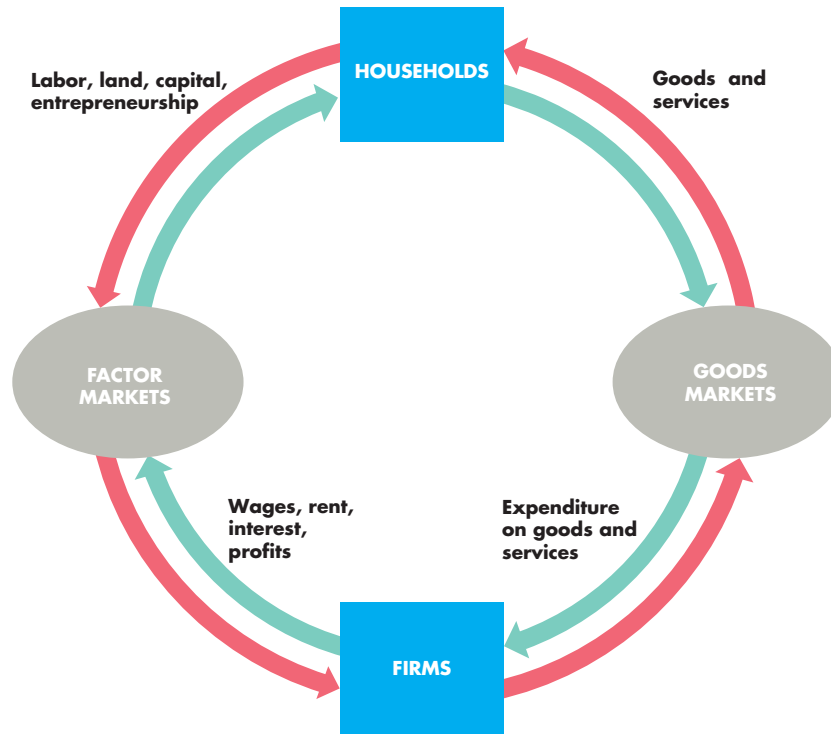 HOUSEHOLDS
Labor, land, capital,
entrepreneurship
Goods and
services
FACTOR
MARKETS
GOODS
MARKETS
Wages, rent,
interest,
profits
Expenditure
on goods and
services
FIRMS